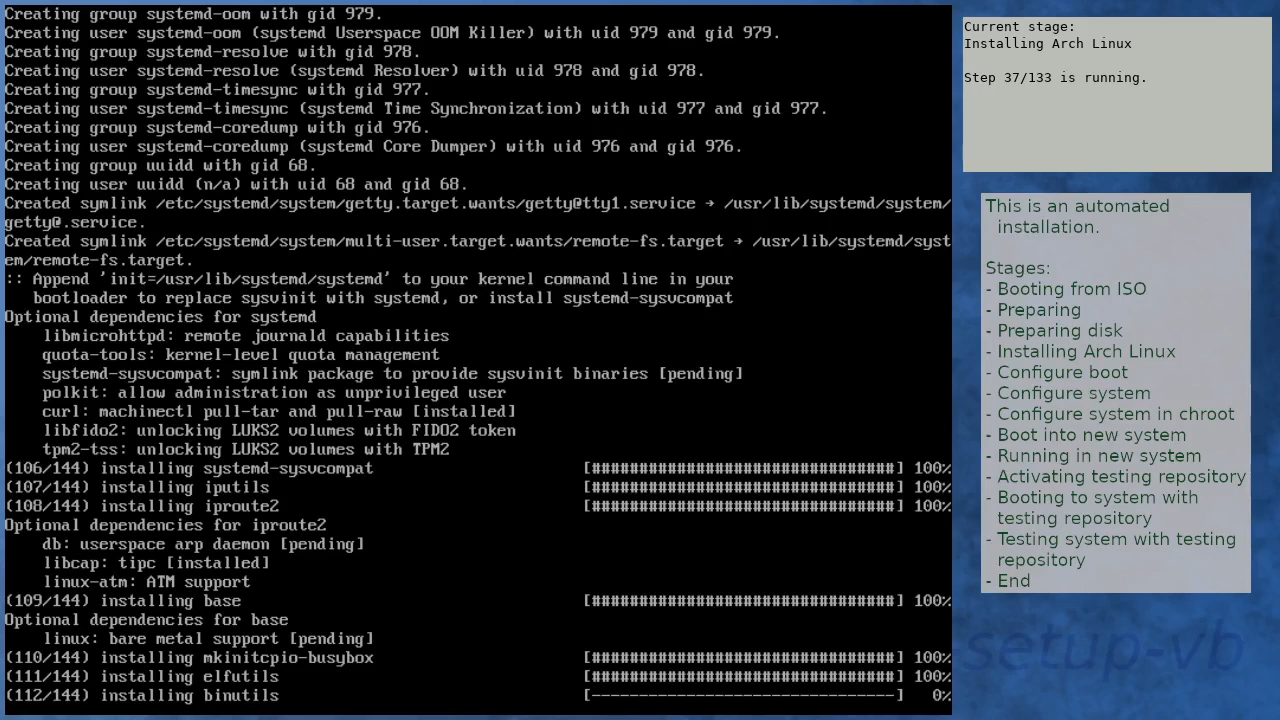 Creating group systemd-oom with gid 979.
Creating user systemd-oom (systemd Userspace OOM Killer) with uid 979 and gid 979.
Creating group systemd-resolve with gid 978.
Creating user systemd-resolve (systemd Resolver) with uid 978 and gid 978.
Creating group systemd-timesync with gid 977.
Creating user systemd-timesync (systemd Time Synchronization) with uid 977 and gid 977.
Creating group systemd-coredump with gid 976.
Creating user systemd-coredump (systemd Core Dumper) with uid 976 and gid 976.
Creating group uuidd with gid 68.
Creating user uuidd (n/a) with uid 68 and gid 68.
Created symlink /etc/systemd/system/getty.target.wants/getty@tty1.service → /usr/lib/systemd/system/
getty@.service.
Created symlink /etc/systemd/system/multi-user.target.wants/remote-fs.target → /usr/lib/systemd/syst
em/remote-fs.target.
:: Append 'init=/usr/lib/systemd/systemd' to your kernel command line in your
   bootloader to replace sysvinit with systemd, or install systemd-sysvcompat
Optional dependencies for systemd
    libmicrohttpd: remote journald capabilities
    quota-tools: kernel-level quota management
    systemd-sysvcompat: symlink package to provide sysvinit binaries [pending]
    polkit: allow administration as unprivileged user
    curl: machinectl pull-tar and pull-raw [installed]
    libfido2: unlocking LUKS2 volumes with FIDO2 token
    tpm2-tss: unlocking LUKS2 volumes with TPM2
(106/144) installing systemd-sysvcompat [################################] 100%
(107/144) installing iputils [################################] 100%
(108/144) installing iproute2 [################################] 100%
Optional dependencies for iproute2
    db: userspace arp daemon [pending]
    libcap: tipc [installed]
    linux-atm: ATM support
(109/144) installing base [################################] 100%
Optional dependencies for base
    linux: bare metal support [pending]
(110/144) installing mkinitcpio-busybox [################################] 100%
(111/144) installing elfutils [################################] 100%
(112/144) installing binutils [--------------------------------] 0%
Current stage:
Installing Arch Linux
Step 37/133 is running.
This is an automated
installation.
Stages:
- Booting from ISO
- Preparing
- Preparing disk
- Installing Arch Linux
- Configure boot
- Configure system
- Configure system in chroot
- Boot into new system
- Running in new system
- Activating testing repository
- Booting to system with
testing repository
- Testing system with testing
repository
- End
setup-vb